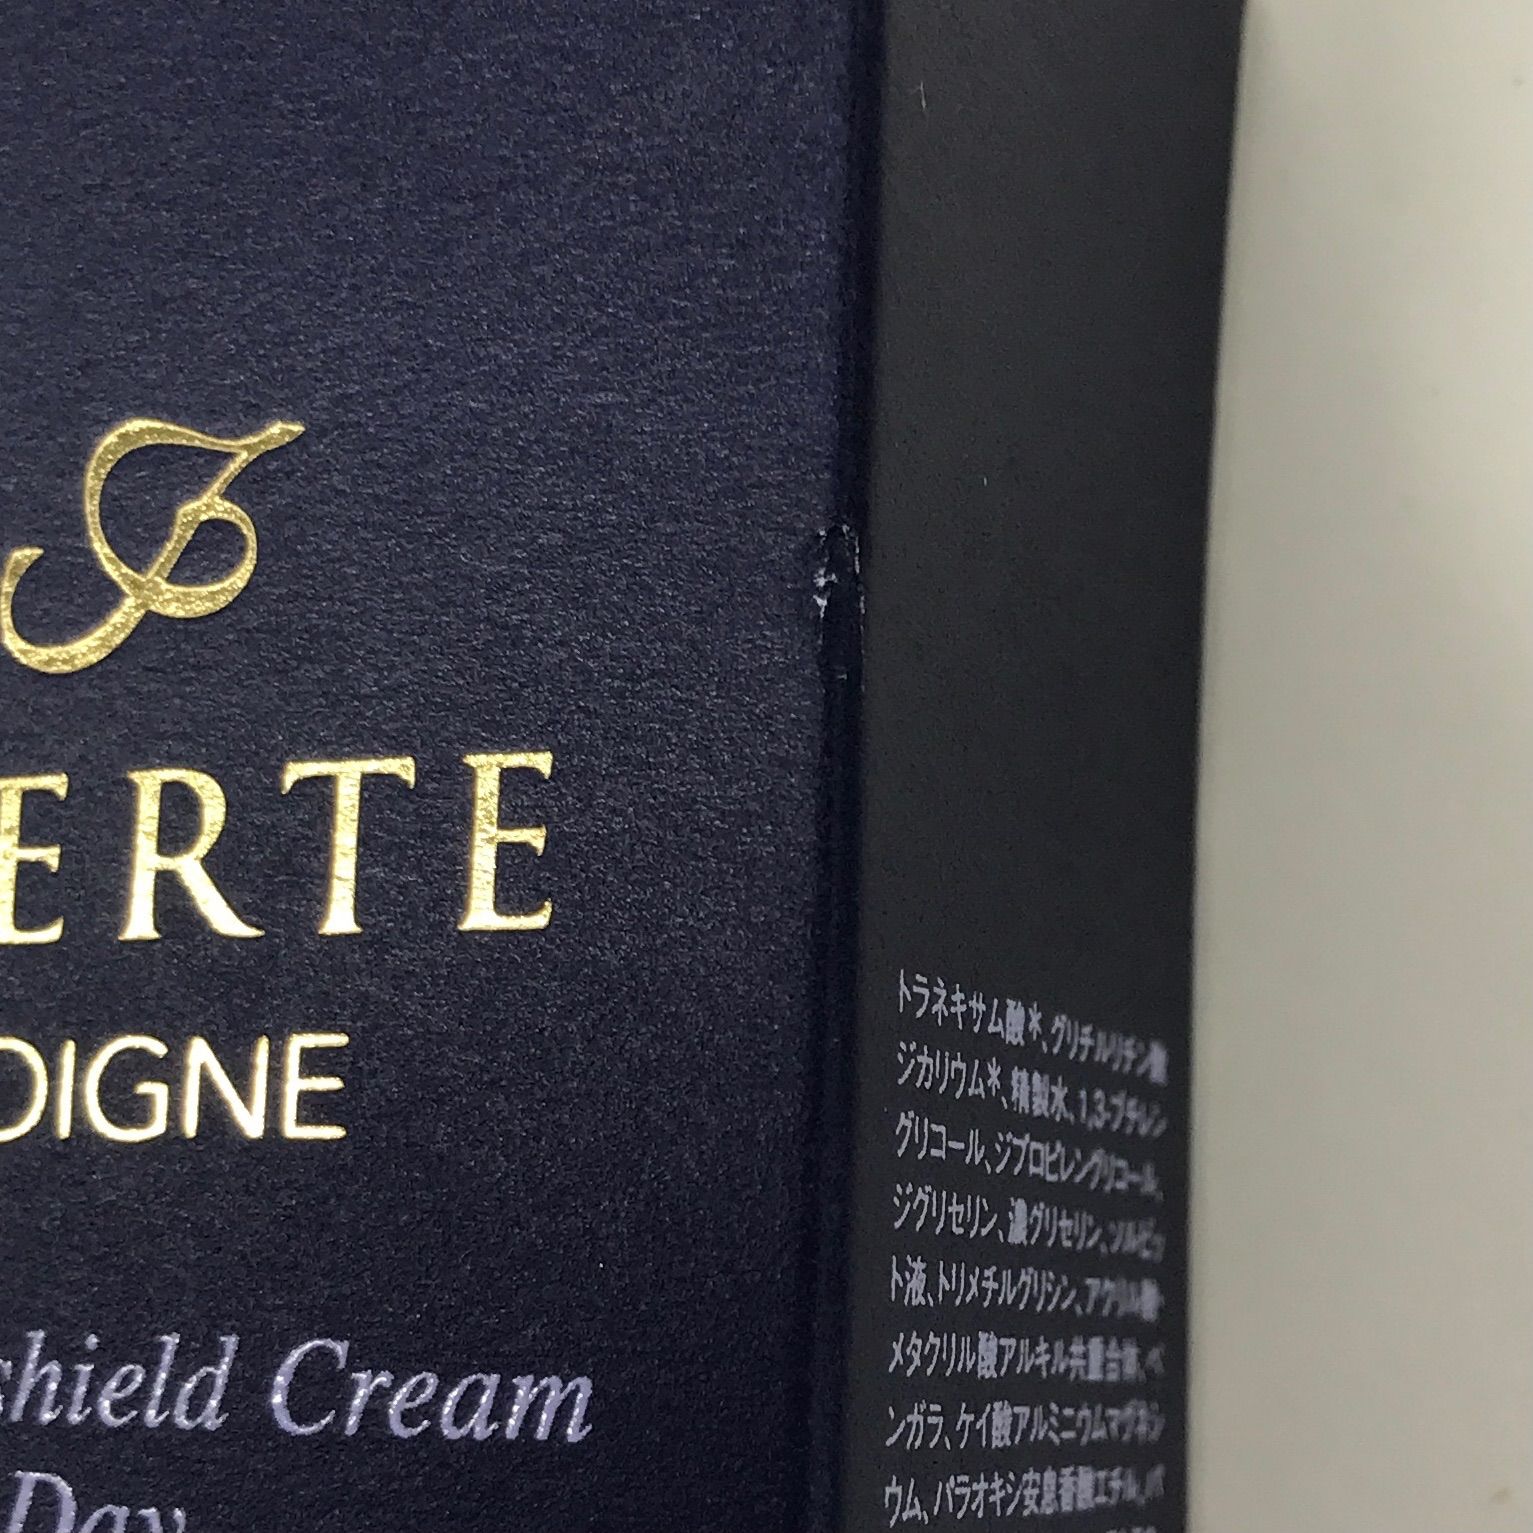 ERTE
OIGNE
shield Cream
Day
トラネキサム酸*、グリチルリチン酸
ジカリウム*、精製水、1,3-ブチレン
グリコール、ジプロピレングリコール、
ジグリセリン、濃グリセリン、ソルビッ
ト液、トリメチルグリシン、アクリル酸・
メタクリル酸アルキル共重合体、ベ
ンガラ、ケイ酸アルミニウムマグネシ
ウム、パラオキシ安息香酸エチル、パ